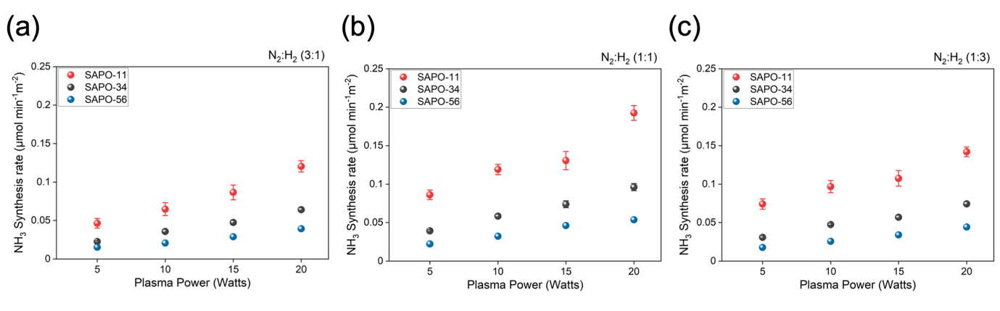 (a)
N₂:H₂ (3:1)
SAPO-11
SAPO-34
SAPO-56
0.25
0.2
0.15
0.1
0.05
0
NH₃ Synthesis rate (μmol min⁻¹m⁻²)
5 10 15 20
Plasma Power (Watts)
(b)
N₂:H₂ (1:1)
SAPO-11
SAPO-34
SAPO-56
0.25
0.2
0.15
0.1
0.05
0
NH₃ Synthesis rate (μmol min⁻¹m⁻²)
5 10 15 20
Plasma Power (Watts)
(c)
N₂:H₂ (1:3)
SAPO-11
SAPO-34
SAPO-56
0.25
0.2
0.15
0.1
0.05
0
NH₃ Synthesis rate (μmol min⁻¹m⁻²)
5 10 15 20
Plasma Power (Watts)